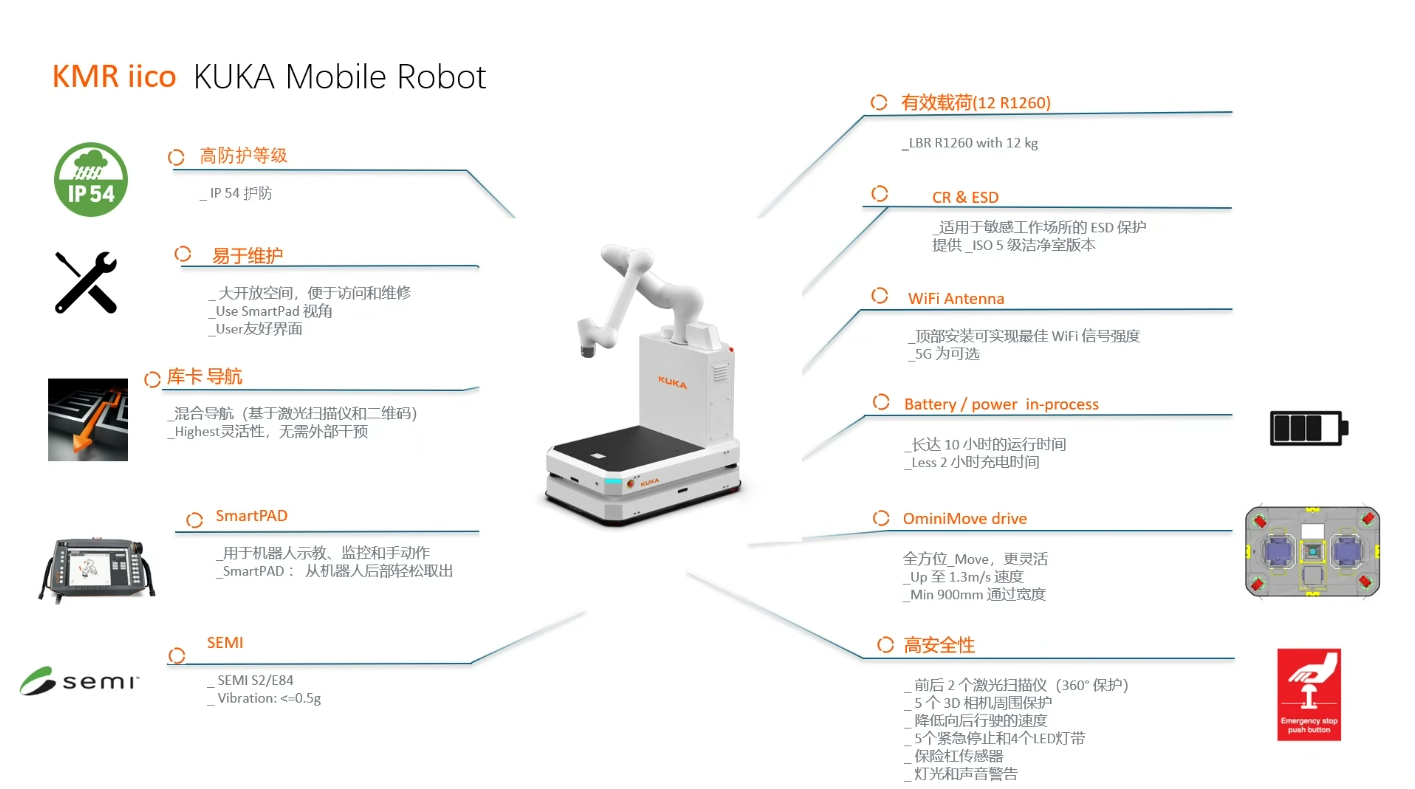 KMR iico KUKA Mobile Robot
IP 54
高防护等级
_ IP 54 护防
易于维护
_ 大开放空间，便于访问和维修
_Use SmartPad 视角
_User友好界面
库卡 导航
_混合导航（基于激光扫描仪和二维码）
_Highest灵活性，无需外部干预
SmartPAD
_用于机器人示教、监控和手动作
_SmartPAD： 从机器人后部轻松取出
SEMI
semi
_ SEMI S2/E84
_ Vibration: <=0.5g
KUKA
KUKA
有效载荷(12 R1260)
_LBR R1260 with 12 kg
CR & ESD
_适用于敏感工作场所的 ESD 保护
提供 _ISO 5 级洁净室版本
WiFi Antenna
_顶部安装可实现最佳 WiFi 信号强度
_5G 为可选
Battery / power in-process
_长达 10 小时的运行时间
_Less 2 小时充电时间
OminiMove drive
全方位_Move，更灵活
_Up 至 1.3m/s 速度
_Min 900mm 通过宽度
高安全性
_ 前后 2 个激光扫描仪（360° 保护）
_ 5 个 3D 相机周围保护
_ 降低向后行驶的速度
_ 5个紧急停止和4个LED灯带
_ 保险杠传感器
_ 灯光和声音警告
Emergency stop
push button